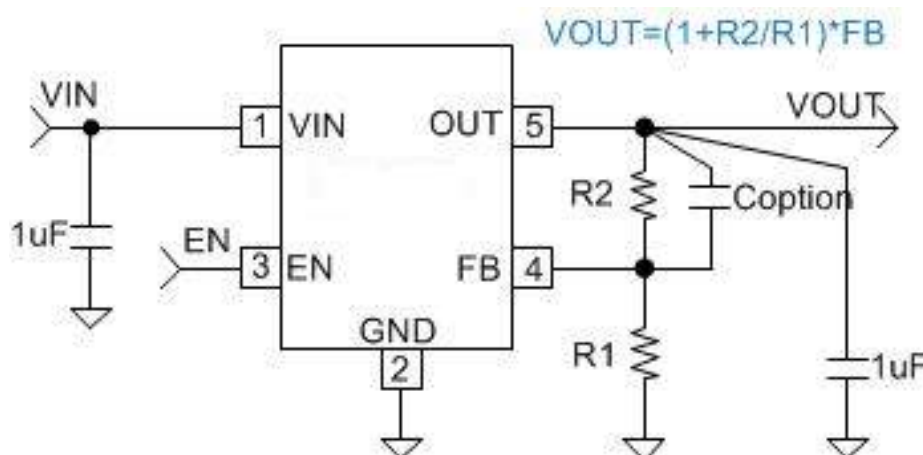 VOUT=(1+R2/R1)*FB
VIN
VOUT
1 VIN
OUT 5
R2
Coption
1uF
EN
3 EN
FB 4
GND
2
R1
1uF